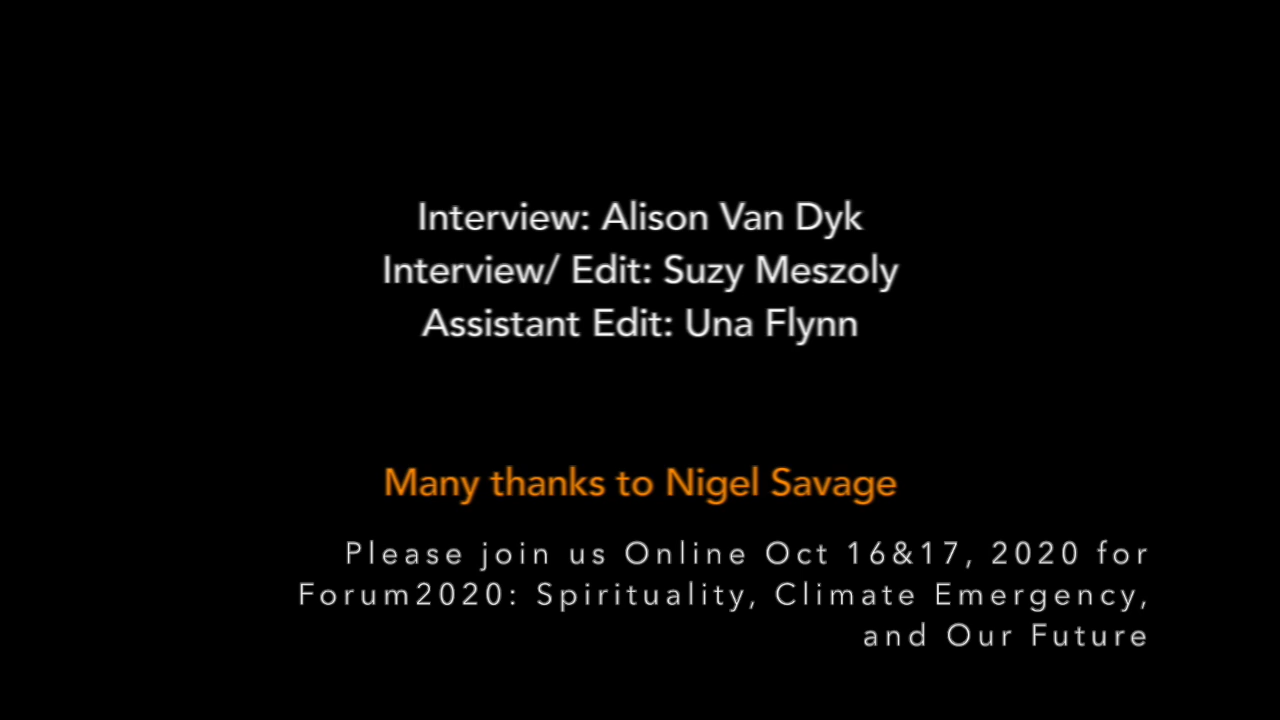 Interview: Alison Van Dyk
Interview/ Edit: Suzy Meszoly
Assistant Edit: Una Flynn
Many thanks to Nigel Savage
Please join us Online Oct 16&17, 2020 for
Forum2020: Spirituality, Climate Emergency,
and Our Future